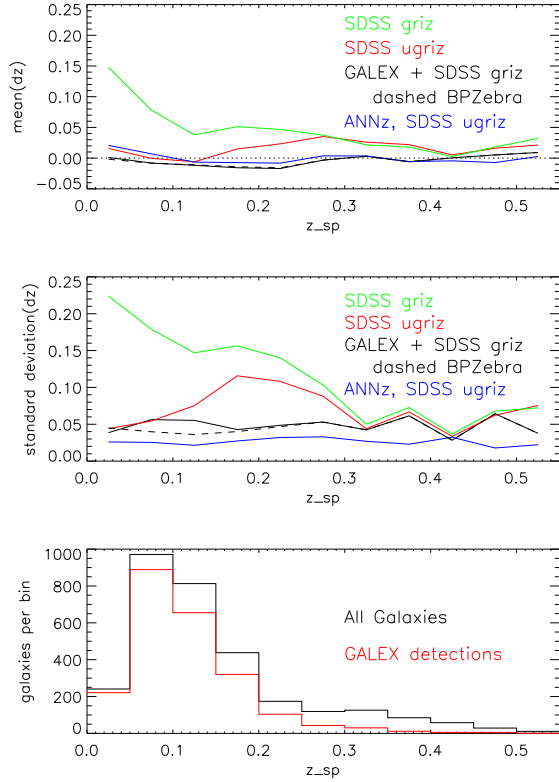 0.25
0.20
0.15
0.10
0.05
0.00
−0.05
mean(dz)
SDSS griz
SDSS ugriz
GALEX + SDSS griz
dashed BPZebra
ANNz, SDSS ugriz
0.0 0.1 0.2 0.3 0.4 0.5
z_sp
0.25
0.20
0.15
0.10
0.05
0.00
standard deviation(dz)
SDSS griz
SDSS ugriz
GALEX + SDSS griz
dashed BPZebra
ANNz, SDSS ugriz
0.0 0.1 0.2 0.3 0.4 0.5
z_sp
1000
800
600
400
200
0
galaxies per bin
All Galaxies
GALEX detections
0.0 0.1 0.2 0.3 0.4 0.5
z_sp